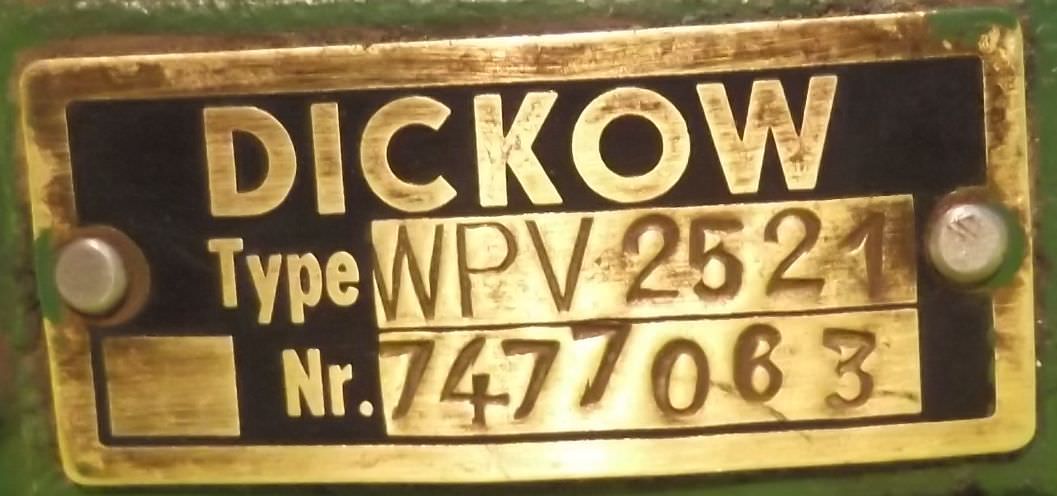 DICKOW
Type WPV 2521
Nr. 7477063